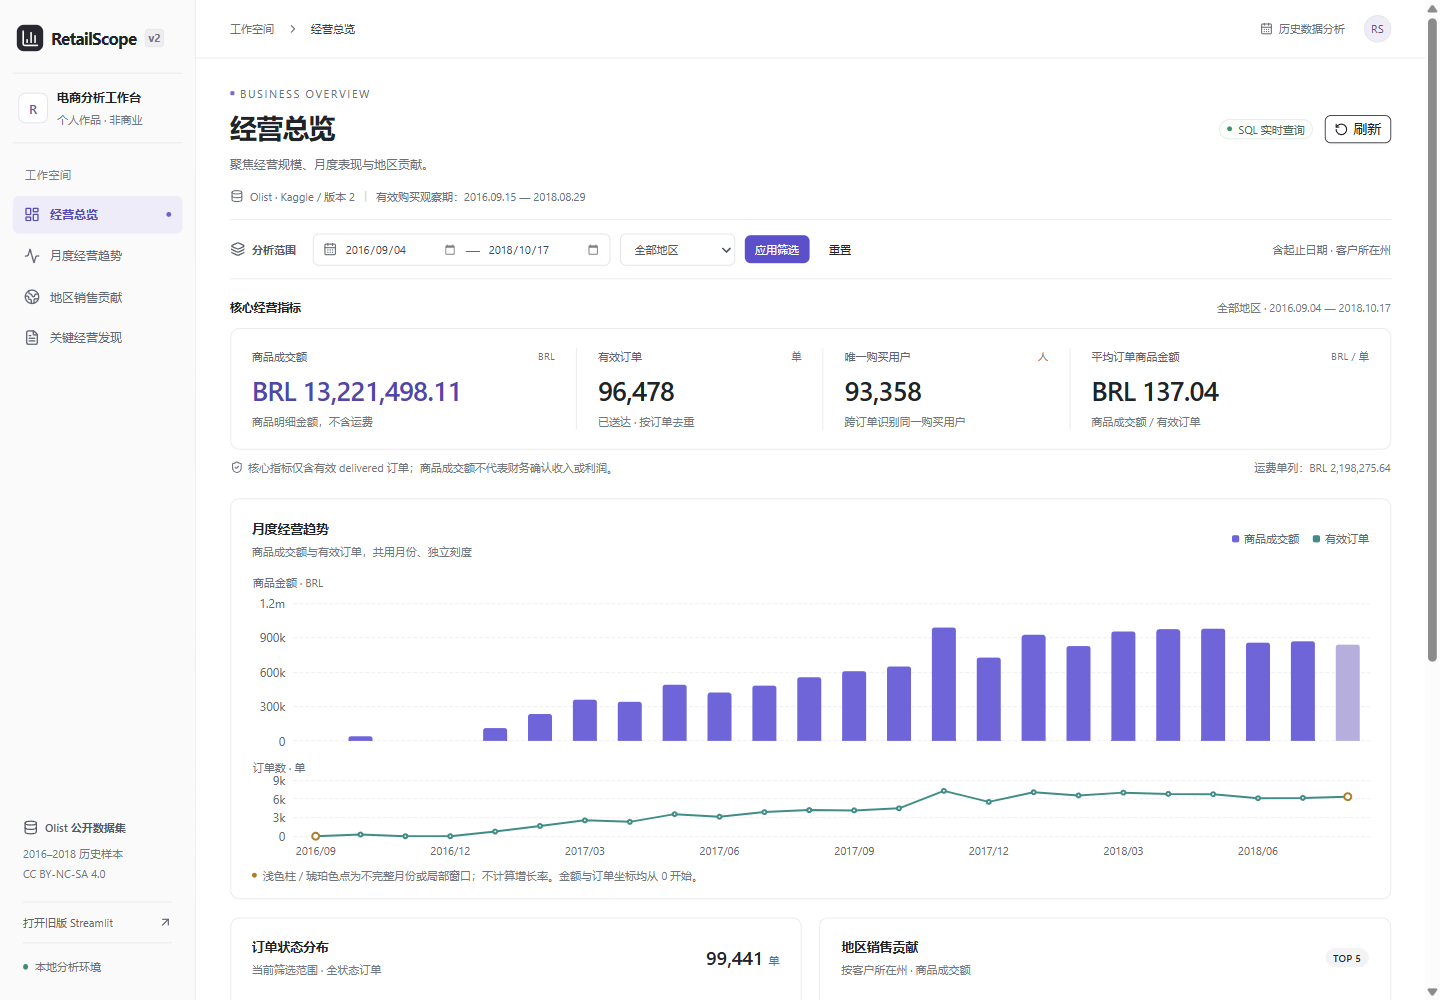 RetailScope v2
R
电商分析工作台
个人作品 · 非商业
工作空间
经营总览
月度经营趋势
地区销售贡献
关键经营发现
Olist 公开数据集
2016–2018 历史样本
CC BY-NC-SA 4.0
打开旧版 Streamlit
本地分析环境
工作空间 经营总览
历史数据分析 RS
BUSINESS OVERVIEW
经营总览
SQL 实时查询 刷新
聚焦经营规模、月度表现与地区贡献。
Olist · Kaggle / 版本 2 | 有效购买观察期：2016.09.15 — 2018.08.29
分析范围 2016/09/04 — 2018/10/17 全部地区 应用筛选 重置 含起止日期 · 客户所在州
核心经营指标 全部地区 · 2016.09.04 — 2018.10.17
商品成交额 BRL
BRL 13,221,498.11
商品明细金额，不含运费
有效订单 单
96,478
已送达 · 按订单去重
唯一购买用户 人
93,358
跨订单识别同一购买用户
平均订单商品金额 BRL / 单
BRL 137.04
商品成交额 / 有效订单
核心指标仅含有效 delivered 订单；商品成交额不代表财务确认收入或利润。 运费单列：BRL 2,198,275.64
月度经营趋势
商品成交额与有效订单，共用月份、独立刻度
商品成交额 有效订单
商品金额 · BRL
1.2m
900k
600k
300k
0
订单数 · 单
9k
6k
3k
0
2016/09 2016/12 2017/03 2017/06 2017/09 2017/12 2018/03 2018/06
浅色柱 / 琥珀色点为不完整月份或局部窗口；不计算增长率。金额与订单坐标均从 0 开始。
订单状态分布
当前筛选范围 · 全状态订单
99,441 单
地区销售贡献
按客户所在州 · 商品成交额
TOP 5